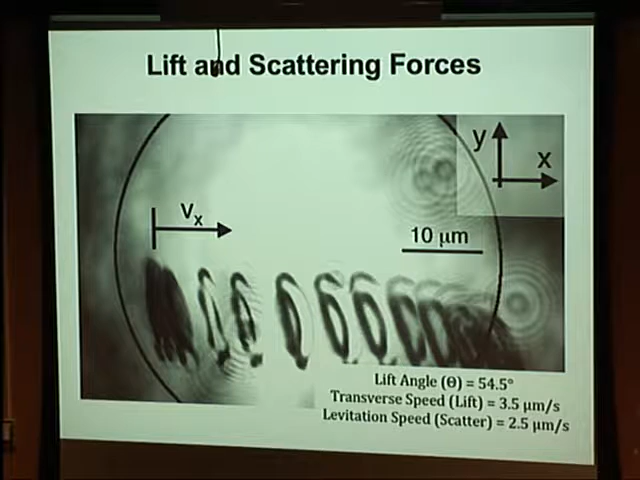 Lift and Scattering Forces
y
x
Vx
10 μm
Lift Angle (Θ) = 54.5°
Transverse Speed (Lift) = 3.5 μm/s
Levitation Speed (Scatter) = 2.5 μm/s